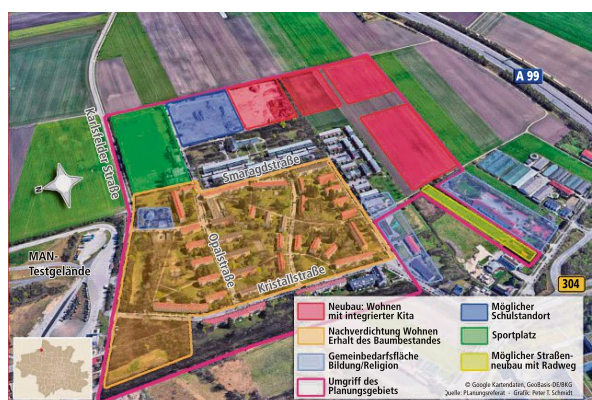 A 99
Karlsfelder Straße
Smaragdstraße
N
MAN-
Testgelände
Opalstraße
Kristallstraße
304
Neubau: Wohnen
mit integrierter Kita
Nachverdichtung Wohnen
Erhalt des Baumbestandes
Gemeinbedarfsfläche
Bildung/Religion
Umgriff des
Planungsgebiets
Möglicher
Schulstandort
Sportplatz
Möglicher Straßen-
neubau mit Radweg
© Google Kartendaten, GeoBasis-DE/BKG
Quelle: PLanungsreferat - Grafik: Peter T. Schmidt